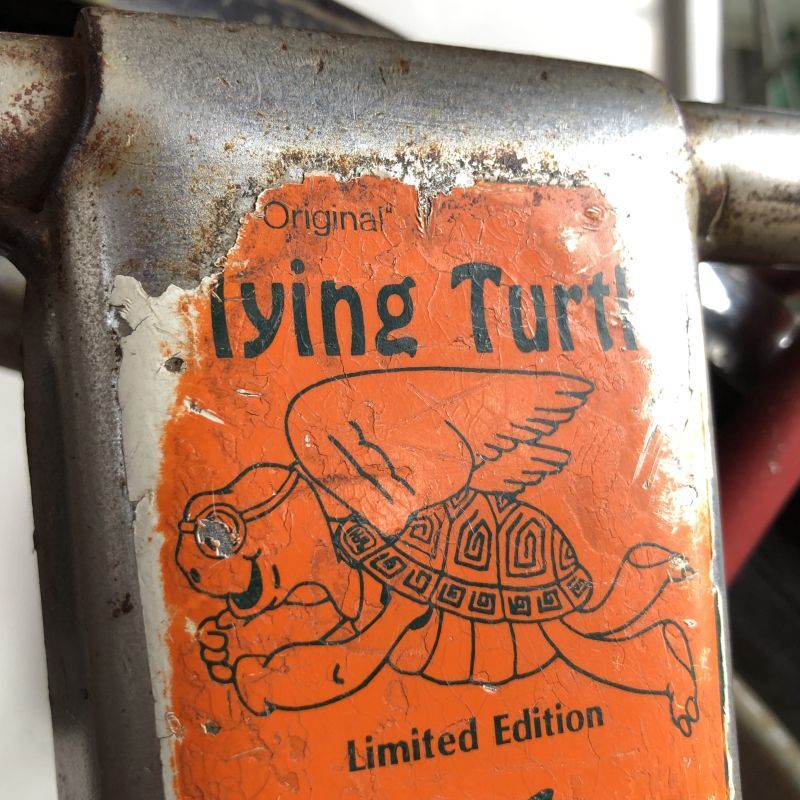 Original
lying Turtl
Limited Edition